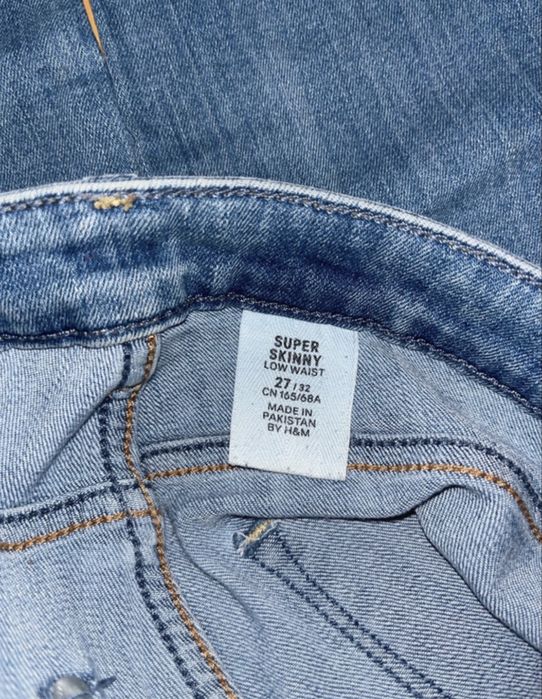 SUPER
SKINNY
LOW WAIST
27/32
CN 165/68A
MADE IN
PAKISTAN
BY H&M